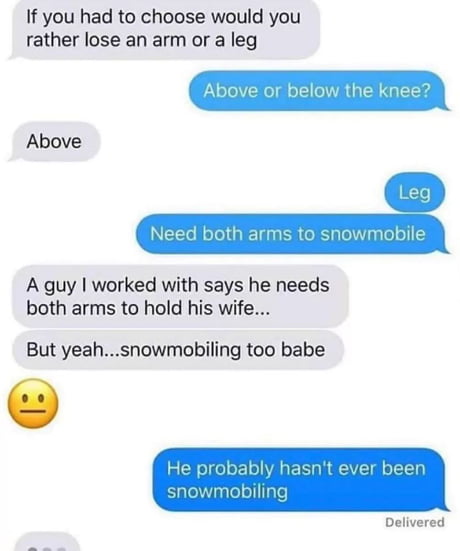 If you had to choose would you
rather lose an arm or a leg
Above or below the knee?
Above
Leg
Need both arms to snowmobile
A guy I worked with says he needs
both arms to hold his wife...
But yeah...snowmobiling too babe
He probably hasn't ever been
snowmobiling
Delivered